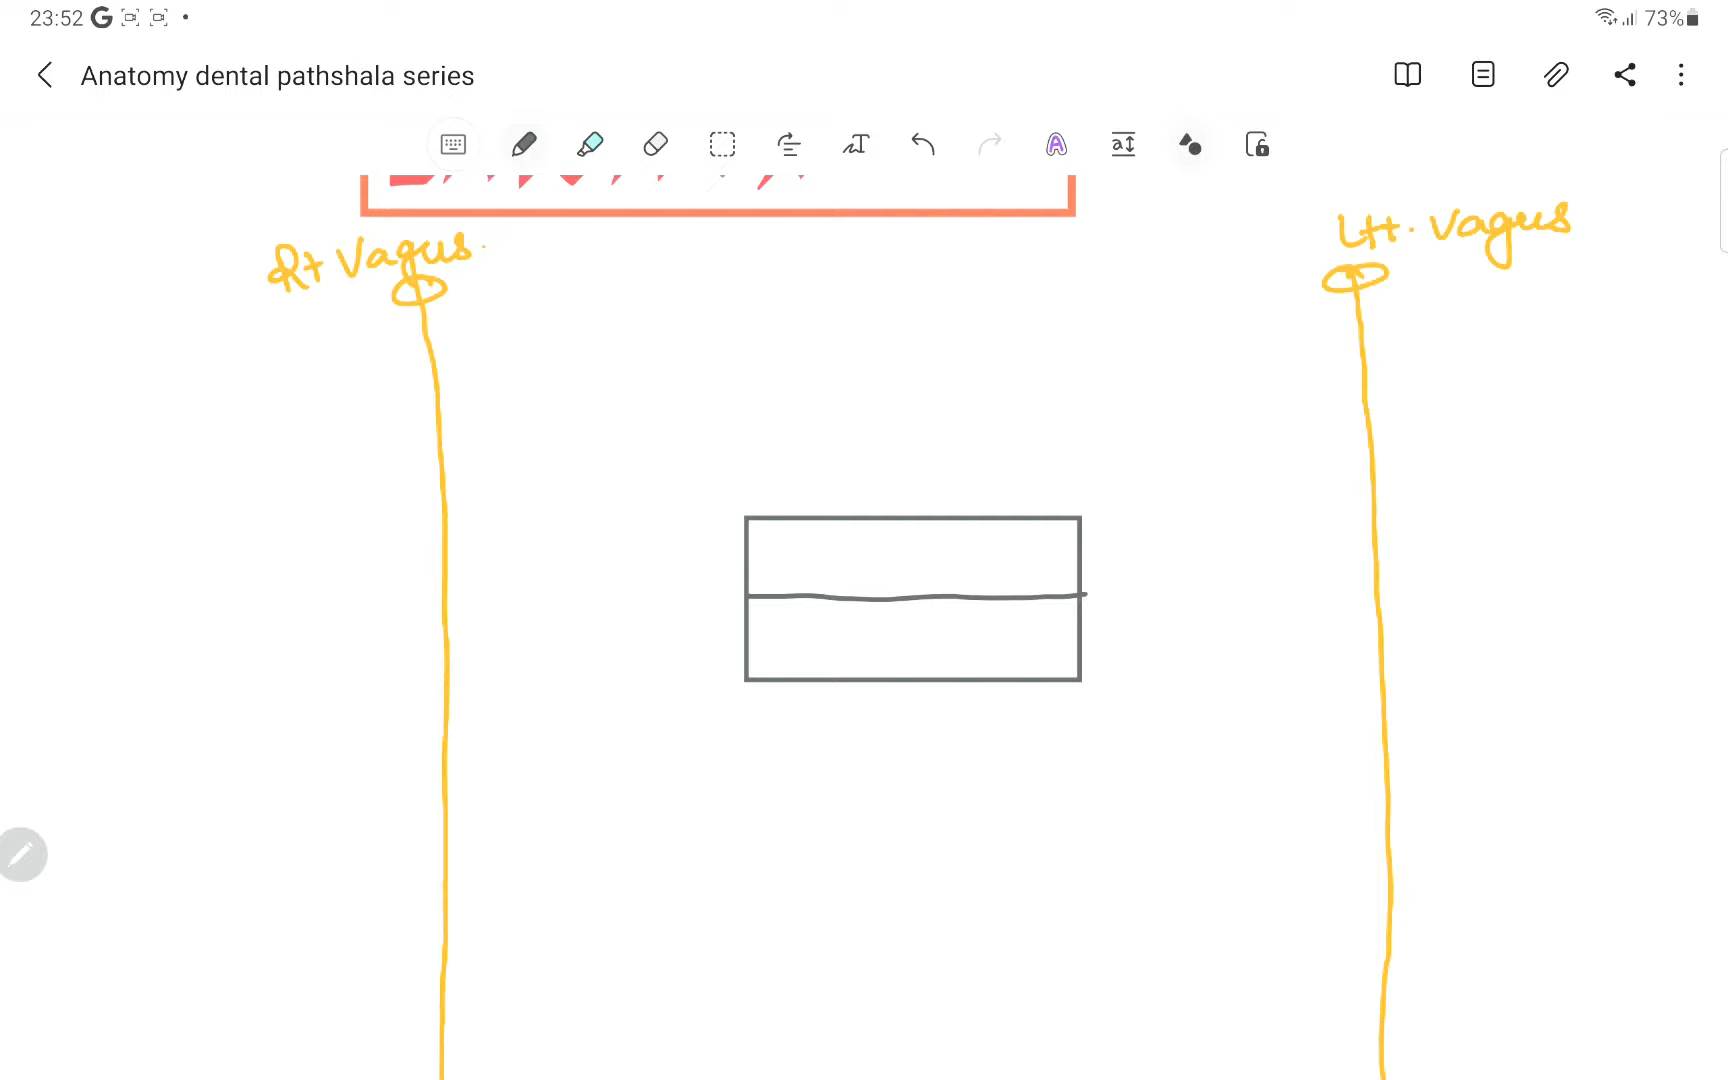 23:52 G 73%
Anatomy dental pathshala series
Rt Vagus.
Lt. Vagus